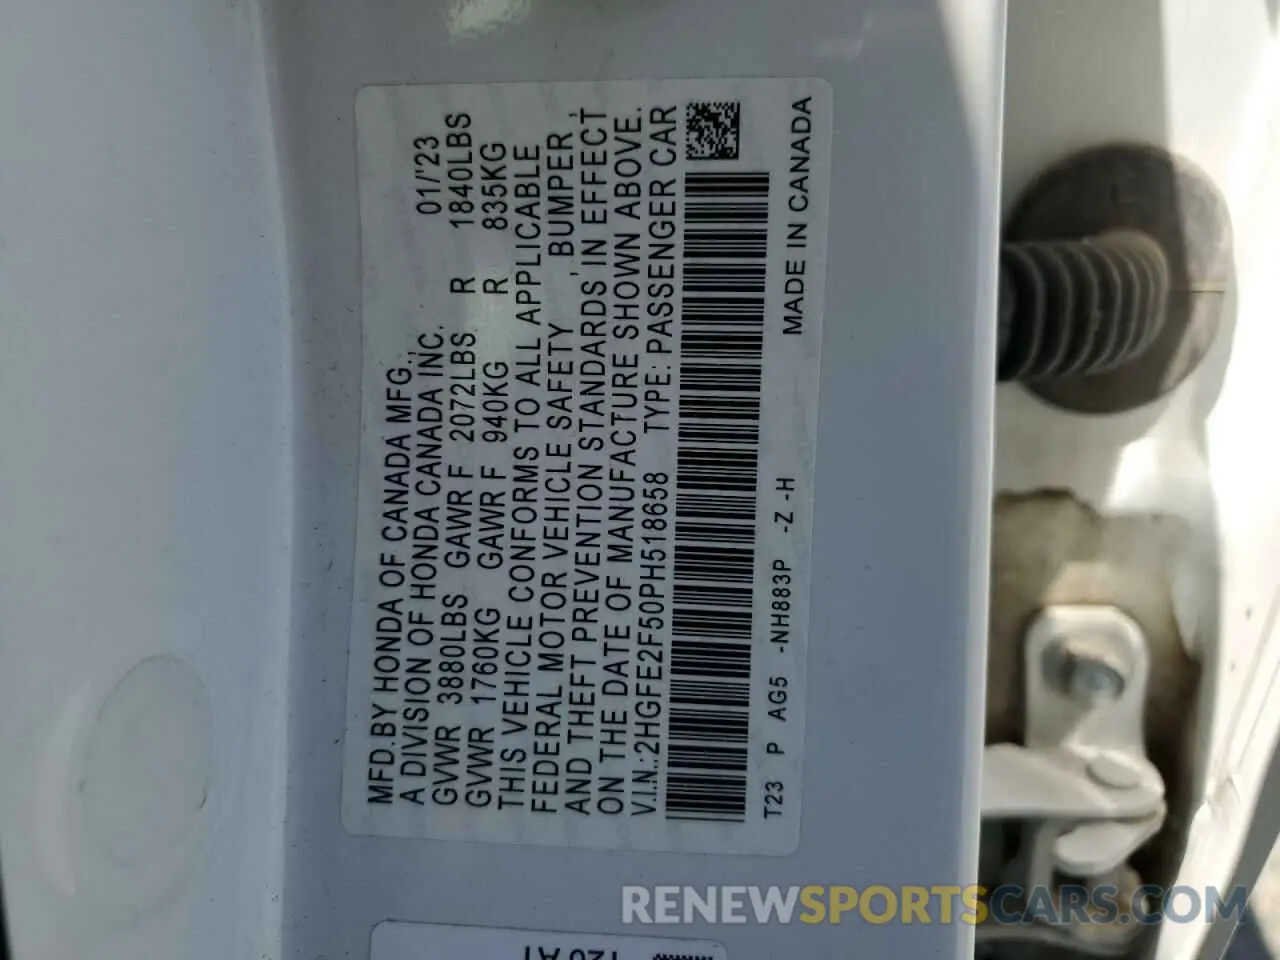 MFD.BY HONDA OF CANADA MFG.,
A DIVISION OF HONDA CANADA INC. 01/'23
GVWR 3880LBS GAWR F 2072LBS R 1840LBS
GVWR 1760KG GAWR F 940KG R 835KG
THIS VEHICLE CONFORMS TO ALL APPLICABLE
FEDERAL MOTOR VEHICLE SAFETY , BUMPER ,
AND THEFT PREVENTION STANDARDS IN EFFECT
ON THE DATE OF MANUFACTURE SHOWN ABOVE.
V.I.N.:2HGFE2F50PH518658 TYPE: PASSENGER CAR
T23 P AG5 -NH883P -Z -H MADE IN CANADA
RENEWSPORTSCARS.COM